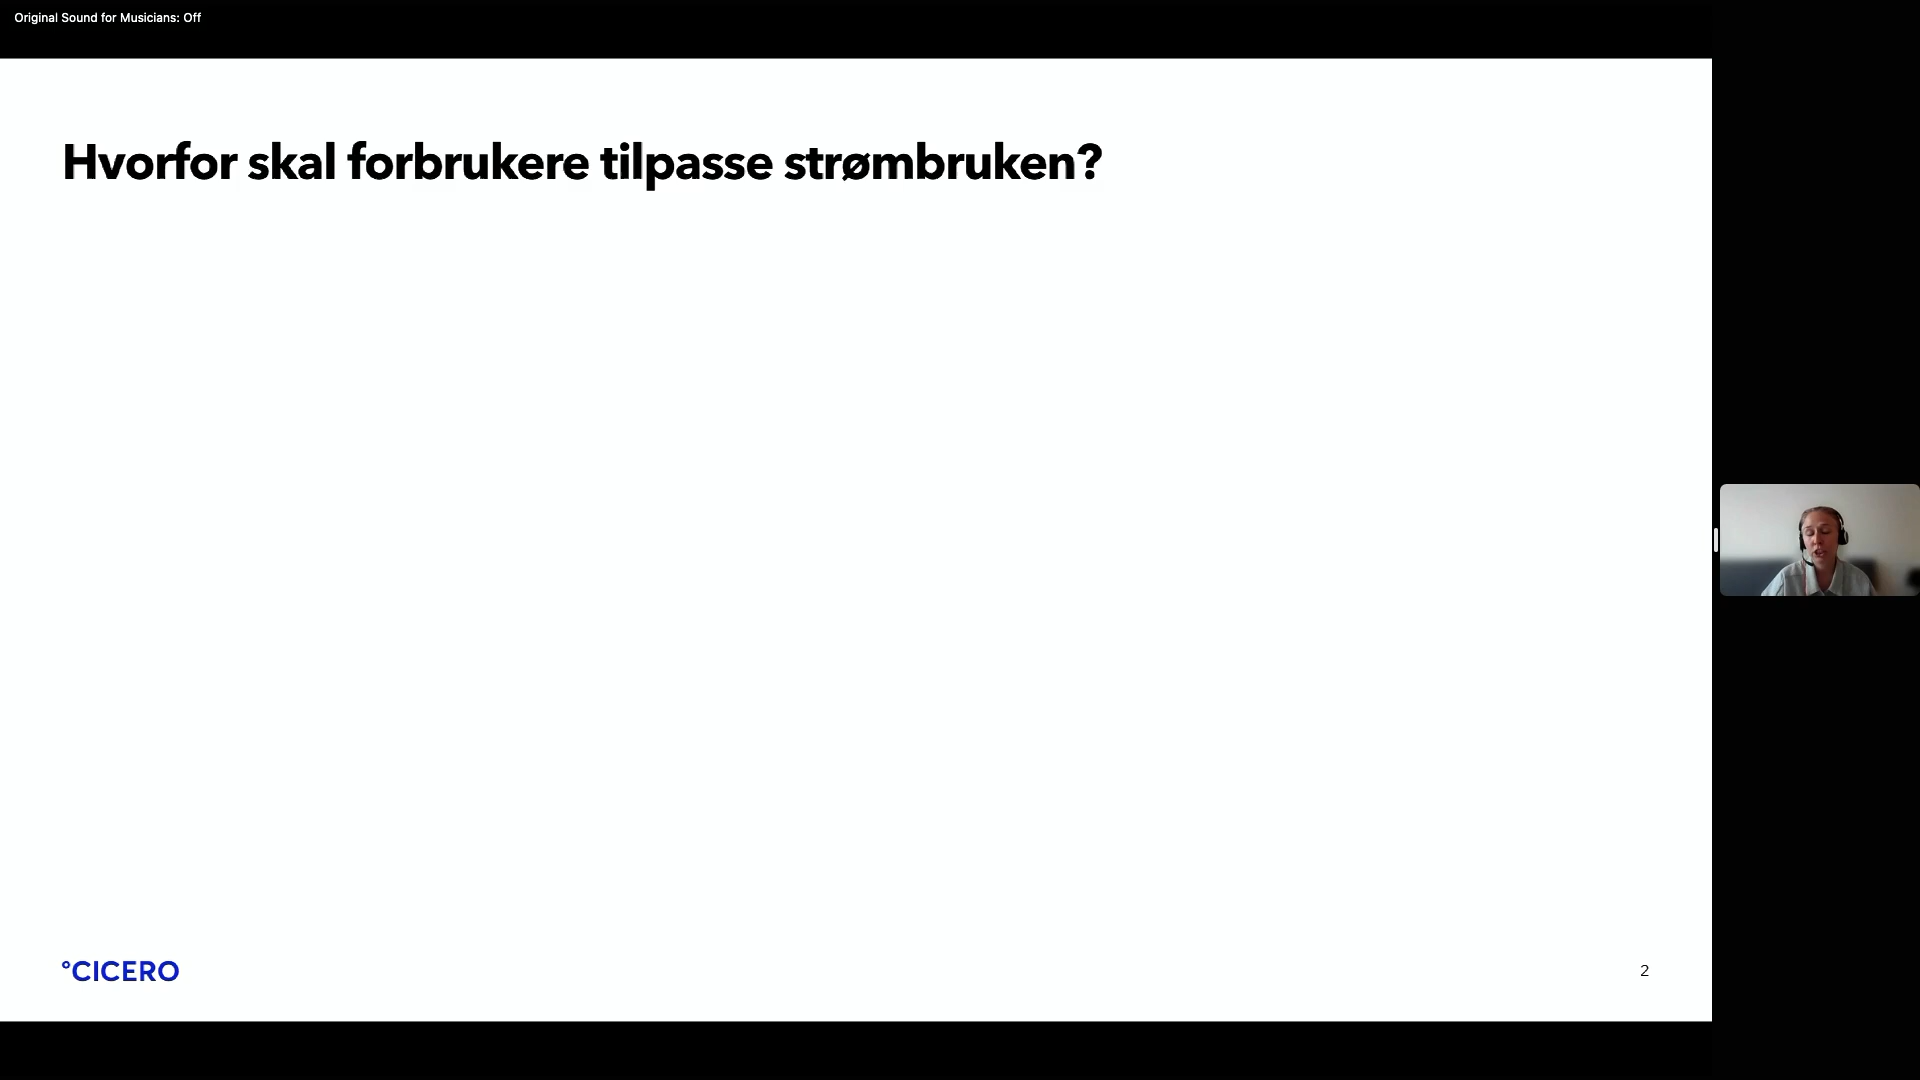 Original Sound for Musicians: Off
Hvorfor skal forbrukere tilpasse strømbruken?
°CICERO
2